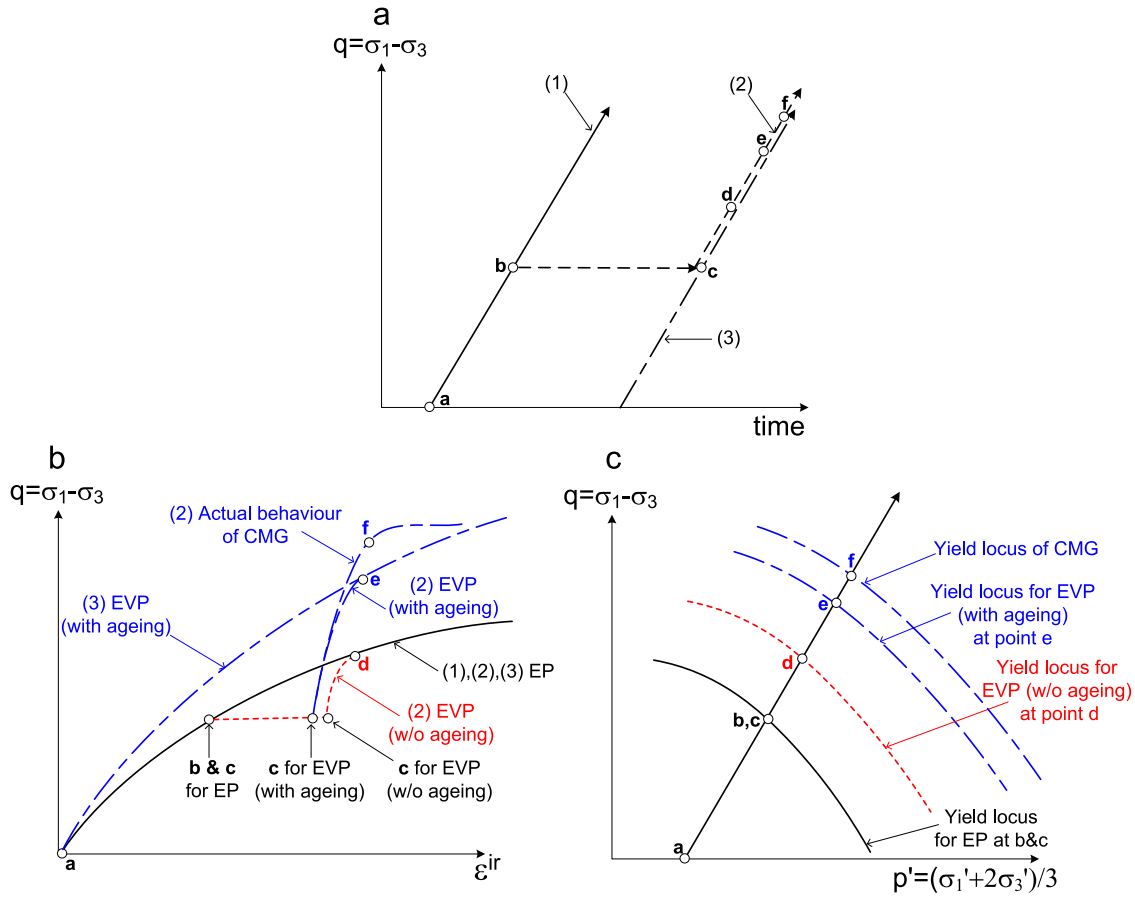 a
q=σ₁-σ₃
(1)
(2)
f
e
d
b
c
(3)
a
time
b
q=σ₁-σ₃
(2) Actual behaviour
of CMG
f
e
(2) EVP
(with ageing)
(3) EVP
(with ageing)
d
(1),(2),(3) EP
(2) EVP
(w/o ageing)
b & c
for EP
c for EVP
(with ageing)
c for EVP
(w/o ageing)
a
εⁱʳ
c
q=σ₁-σ₃
f
Yield locus of CMG
e
Yield locus for EVP
(with ageing)
at point e
d
Yield locus for
EVP (w/o ageing)
at point d
b,c
Yield locus
for EP at b&c
a
p'=(σ₁'+2σ₃')/3